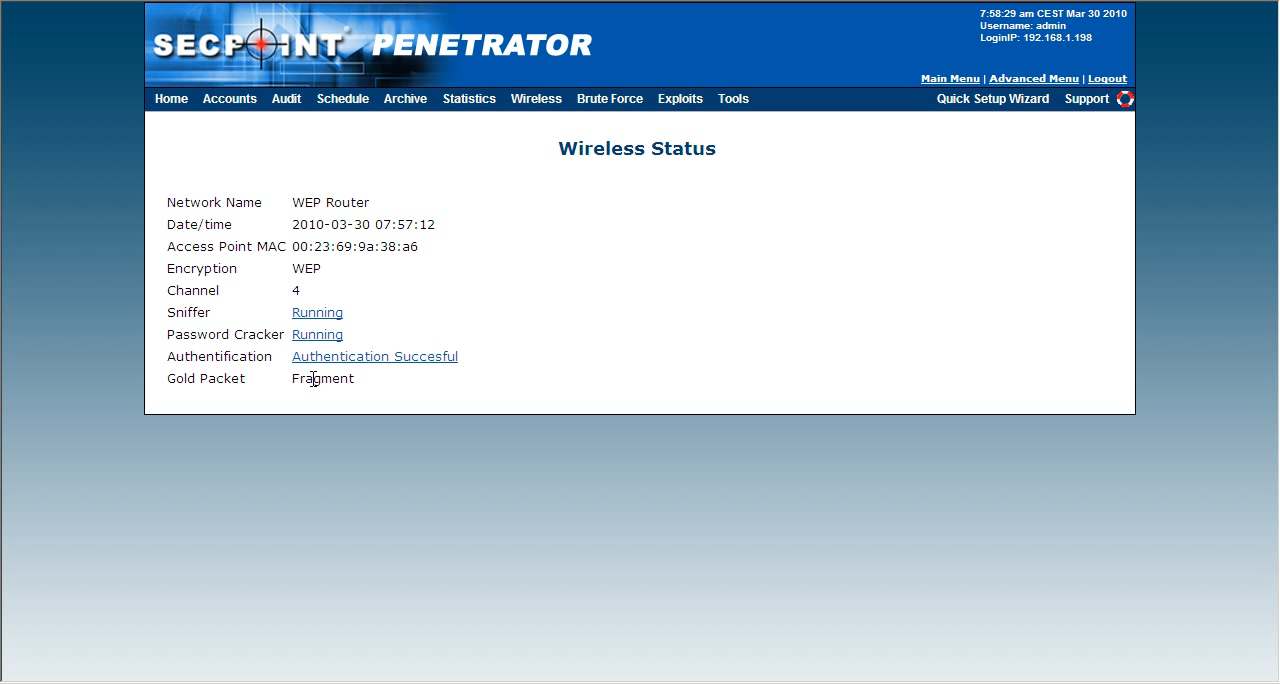 7:58:29 am CEST Mar 30 2010
Username: admin
LoginIP: 192.168.1.198
SECPOINT PENETRATOR
Main Menu | Advanced Menu | Logout
Home Accounts Audit Schedule Archive Statistics Wireless Brute Force Exploits Tools Quick Setup Wizard Support
Wireless Status
Network Name WEP Router
Date/time 2010-03-30 07:57:12
Access Point MAC 00:23:69:9a:38:a6
Encryption WEP
Channel 4
Sniffer Running
Password Cracker Running
Authentification Authentication Succesful
Gold Packet Fragment